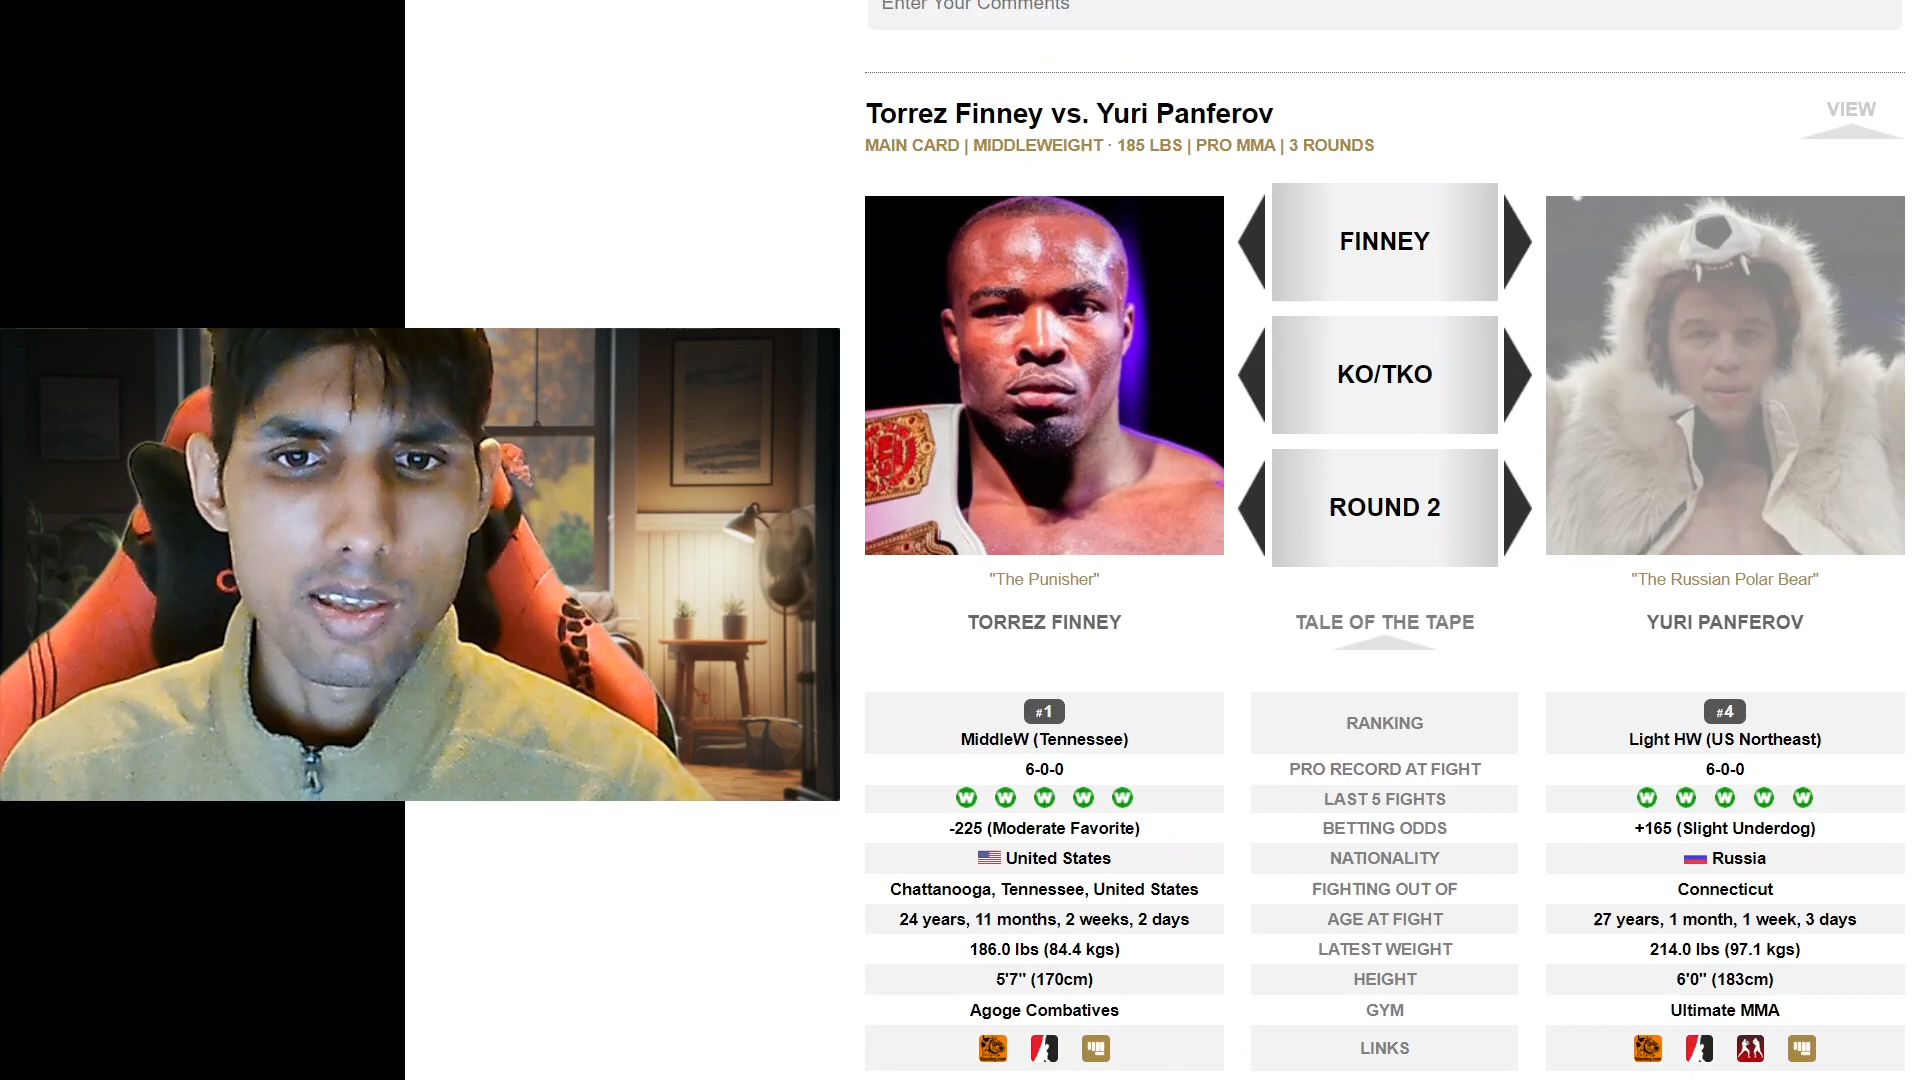 Enter Your Comments
Torrez Finney vs. Yuri Panferov
VIEW
MAIN CARD | MIDDLEWEIGHT · 185 LBS | PRO MMA | 3 ROUNDS
FINNEY
KO/TKO
ROUND 2
"The Punisher"
"The Russian Polar Bear"
TORREZ FINNEY
TALE OF THE TAPE
YURI PANFEROV
#1
MiddleW (Tennessee)
RANKING
#4
Light HW (US Northeast)
6-0-0
PRO RECORD AT FIGHT
6-0-0
W W W W W
LAST 5 FIGHTS
W W W W W
-225 (Moderate Favorite)
BETTING ODDS
+165 (Slight Underdog)
United States
NATIONALITY
Russia
Chattanooga, Tennessee, United States
FIGHTING OUT OF
Connecticut
24 years, 11 months, 2 weeks, 2 days
AGE AT FIGHT
27 years, 1 month, 1 week, 3 days
186.0 lbs (84.4 kgs)
LATEST WEIGHT
214.0 lbs (97.1 kgs)
5'7" (170cm)
HEIGHT
6'0" (183cm)
Agoge Combatives
GYM
Ultimate MMA
LINKS